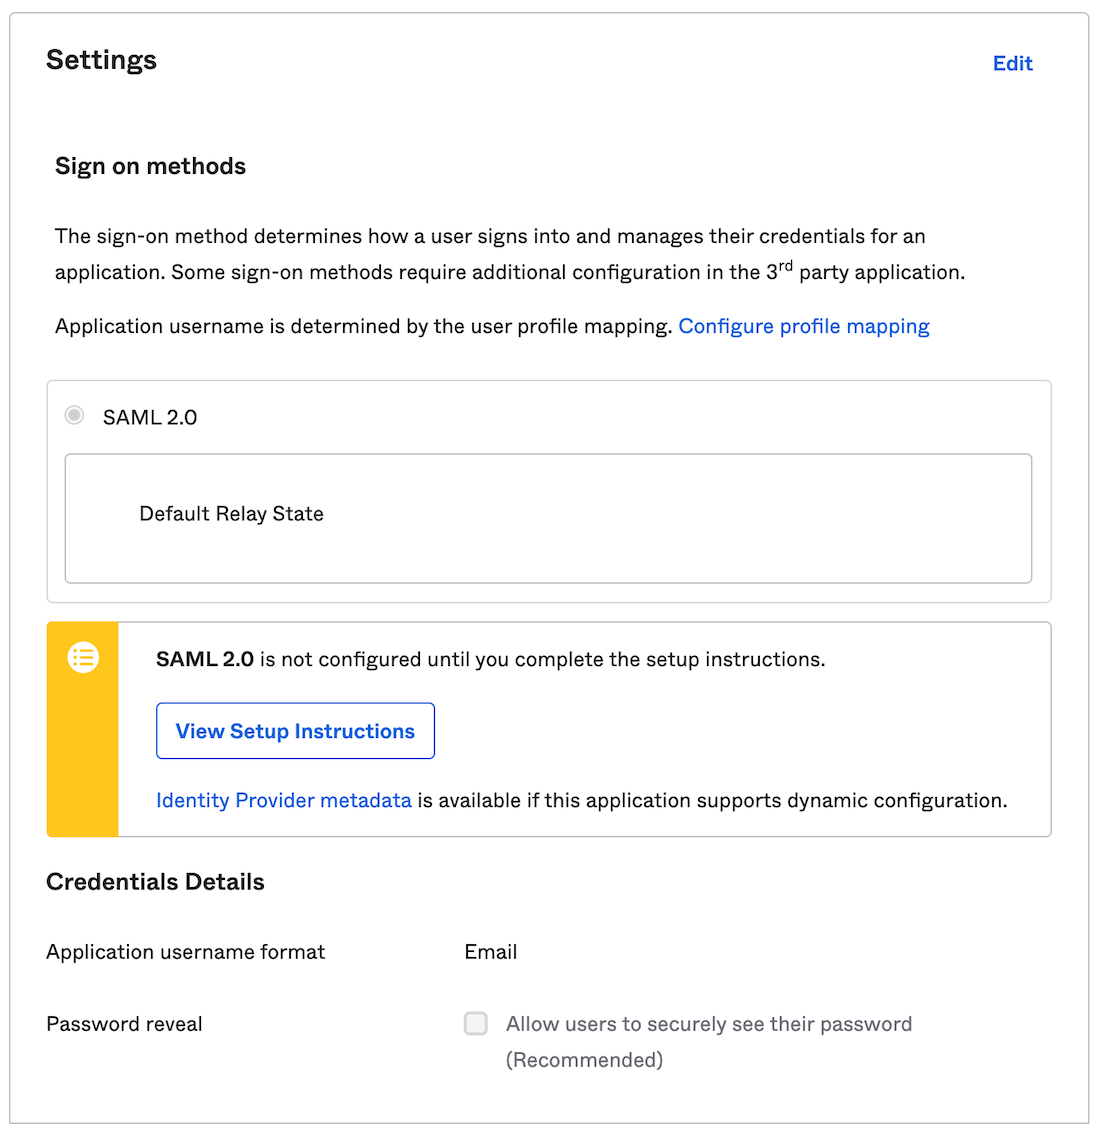 Settings
Edit
Sign on methods
The sign-on method determines how a user signs into and manages their credentials for an
application. Some sign-on methods require additional configuration in the 3rd party application.
Application username is determined by the user profile mapping. Configure profile mapping
SAML 2.0
Default Relay State
SAML 2.0 is not configured until you complete the setup instructions.
View Setup Instructions
Identity Provider metadata is available if this application supports dynamic configuration.
Credentials Details
Application username format
Email
Password reveal
Allow users to securely see their password
(Recommended)